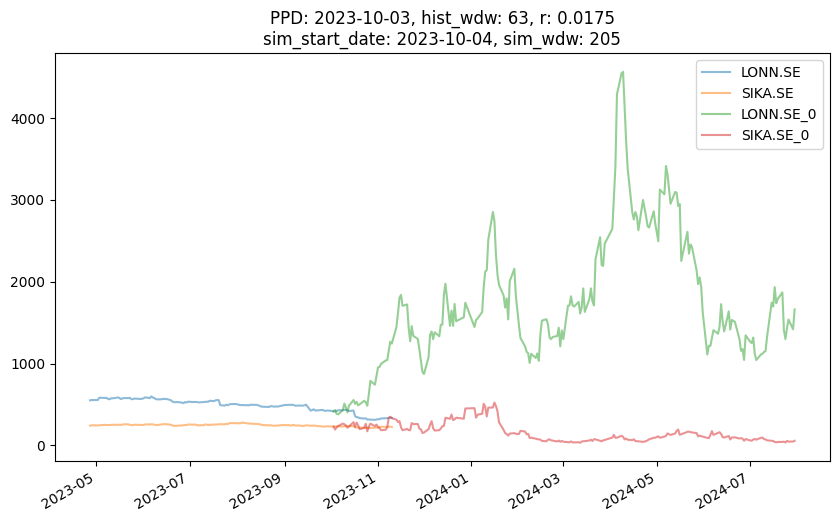 PPD: 2023-10-03, hist_wdw: 63, r: 0.0175
sim_start_date: 2023-10-04, sim_wdw: 205
LONN.SE
SIKA.SE
LONN.SE_0
SIKA.SE_0
4000
3000
2000
1000
0
2023-05
2023-07
2023-09
2023-11
2024-01
2024-03
2024-05
2024-07